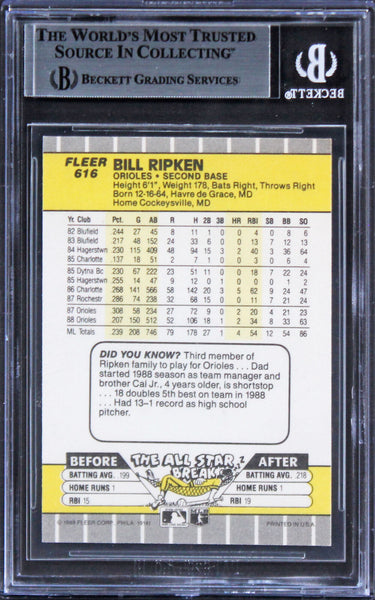 THE WORLD'S MOST TRUSTED
SOURCE IN COLLECTING™
BECKETT GRADING SERVICES
BECKETT
FLEER BILL RIPKEN
616 ORIOLES • SECOND BASE
Height 6'1", Weight 178, Bats Right, Throws Right
Born 12-16-64, Havre de Grace, MD
Home Cockeysville, MD
Yr. Club Pct. G AB R H 2B 3B HR RBI SB BB SO
82 Blufield .244 27 45 8 11 1 0 0 4 0 8 6
83 Blufield .217 48 152 24 33 6 0 0 13 7 12 13
84 Hagerstwn .230 115 409 48 94 15 3 2 40 3 36 64
85 Charlotte .137 18 51 2 7 1 0 0 3 0 4
85 Dytna Bc .230 67 222 23 51 11 0 0 18 7 22 24
85 Hagerstwn .255 14 47 9 12 0 1 0 0
86 Charlotte .268 141 566 58 142 20 3 5 62 9 24 47
87 Rochestr .286 74 238 32 68 15 0 0 11 7 21 24
87 Orioles .308 58 234 27 72 9 0 2 20 4 21 23
88 Orioles .207 150 512 52 106 18 1 2 34 8 33 63
ML Totals .239 208 746 79 178 27 1 4 54 12 54 86
DID YOU KNOW? Third member of
Ripken family to play for Orioles . . . Dad
started 1988 season as team manager and
brother Cal Jr., 4 years older, is shortstop
. . . 18 doubles 5th best on team in 1988
. . . Had 13–1 record as high school
pitcher.
BEFORE THE ALL STAR BREAK AFTER
BATTING AVG. .199 BATTING AVG. .218
HOME RUNS 1 HOME RUNS 1
RBI 15 RBI 19
© 1989 FLEER CORP., PHILA. 19141 PRINTED IN U.S.A.